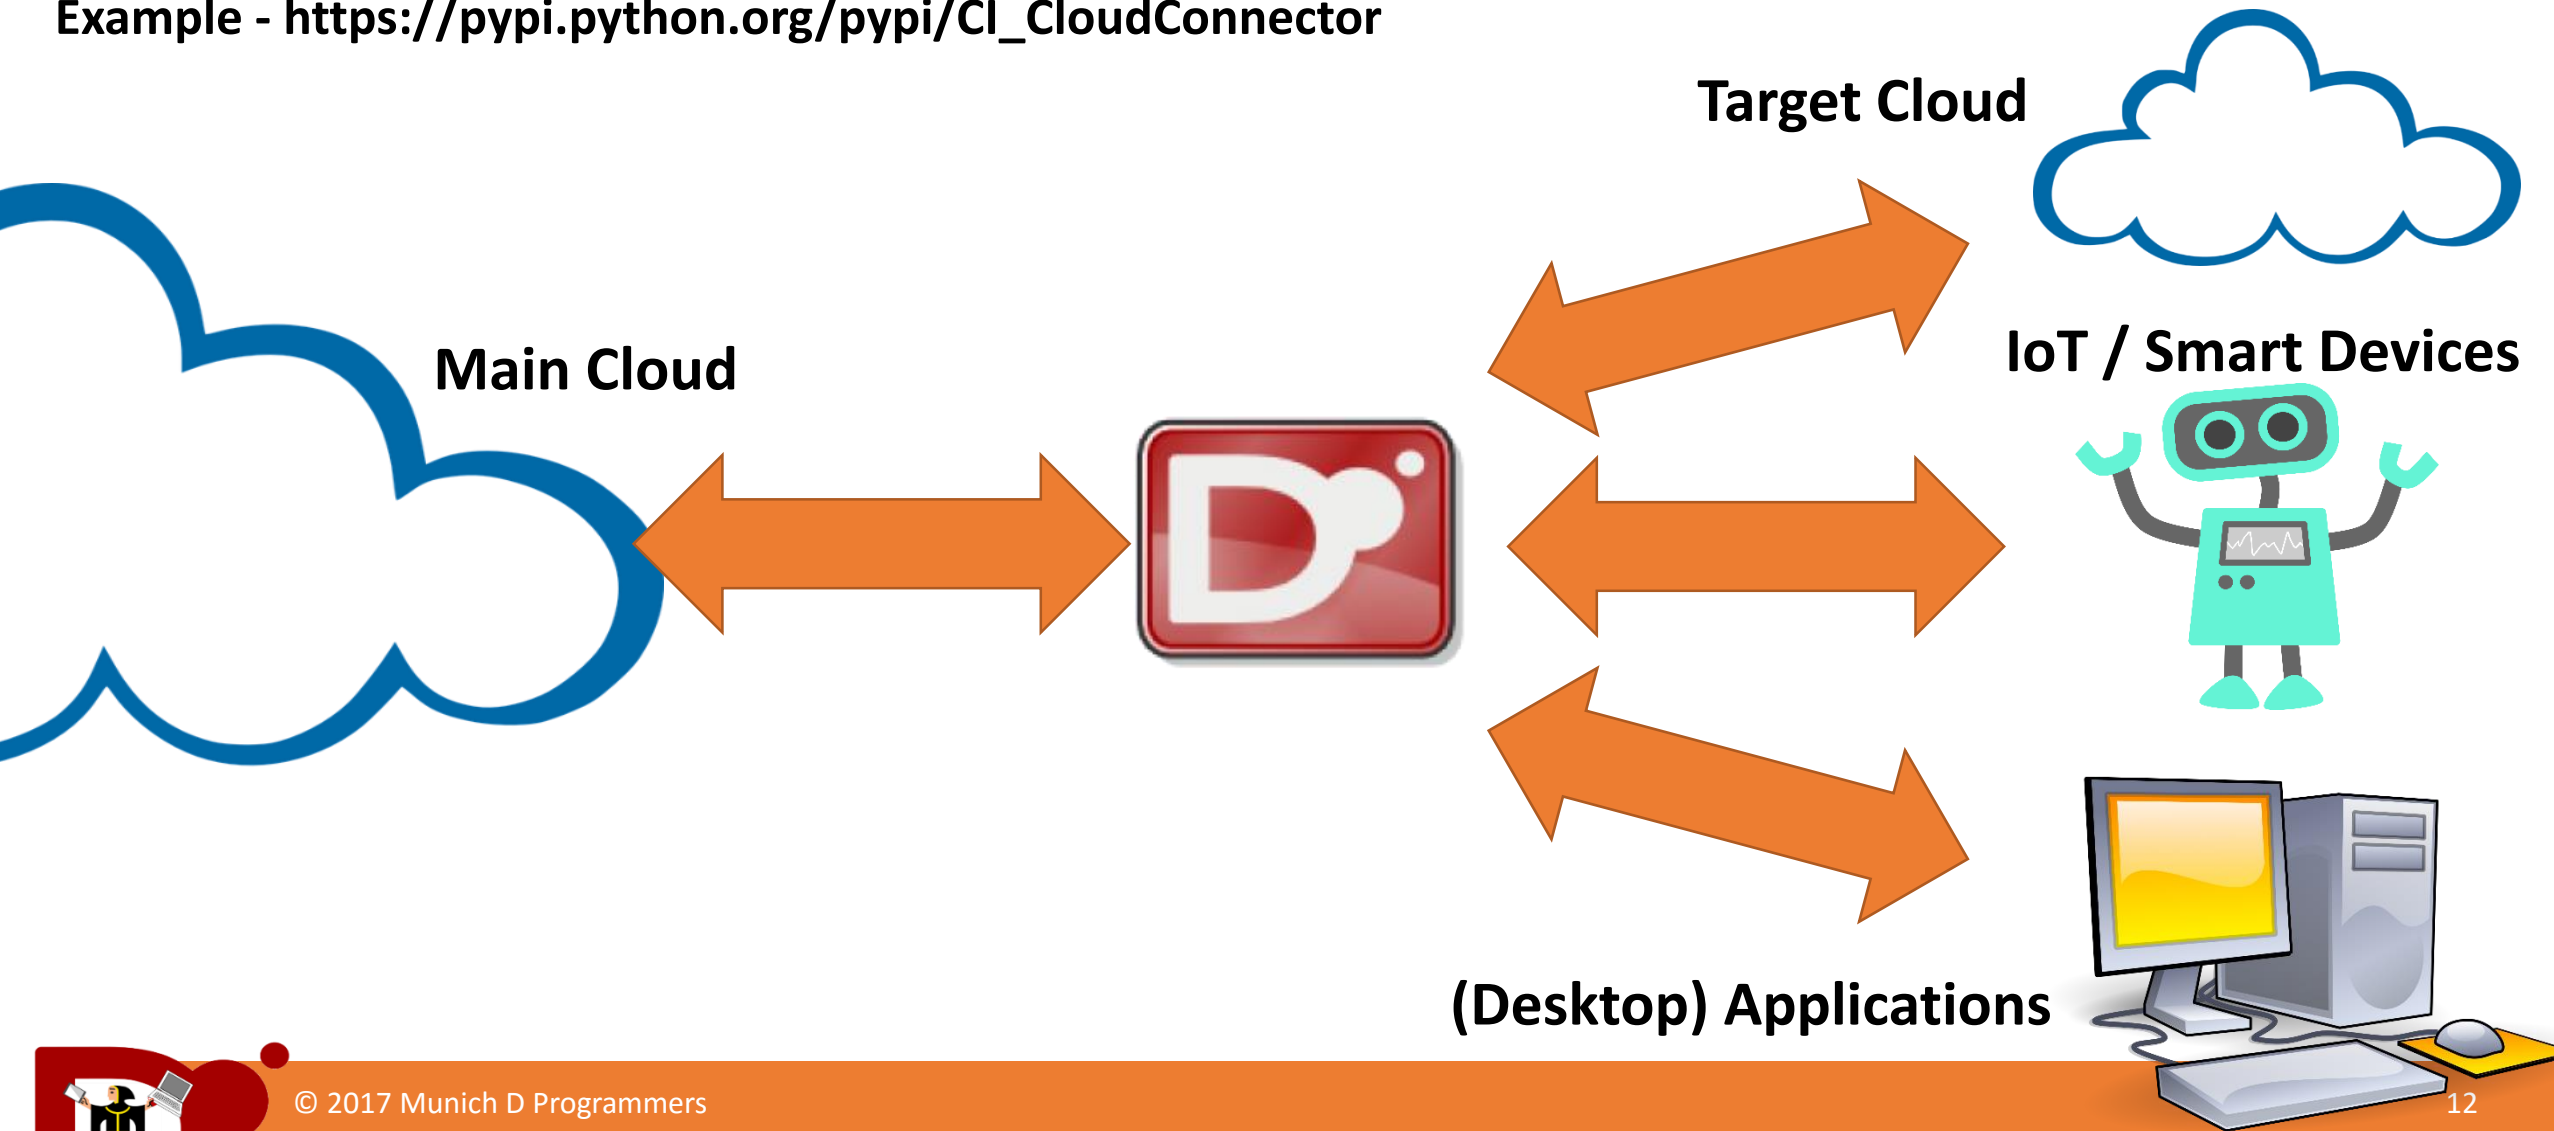 Example - https://pypi.python.org/pypi/CI_CloudConnector
Target Cloud
Main Cloud
IoT / Smart Devices
(Desktop) Applications
© 2017 Munich D Programmers
12